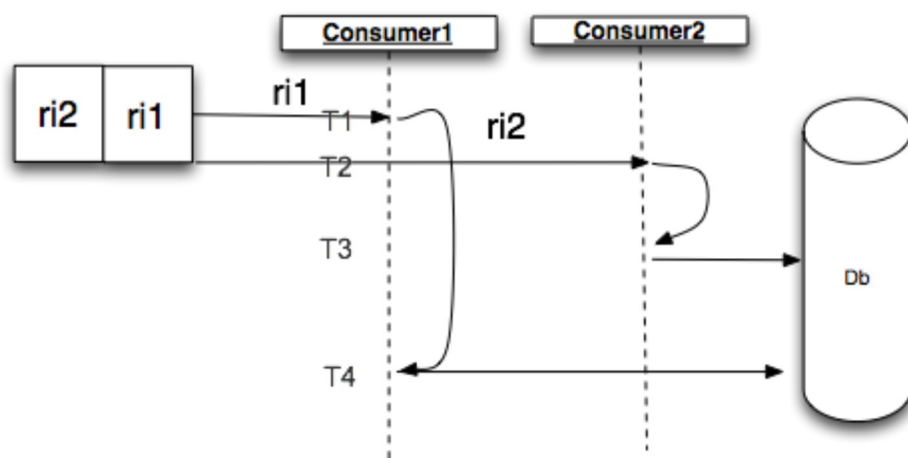 Consumer1
Consumer2
ri2
ri1
ri1
T1
ri2
T2
T3
Db
T4